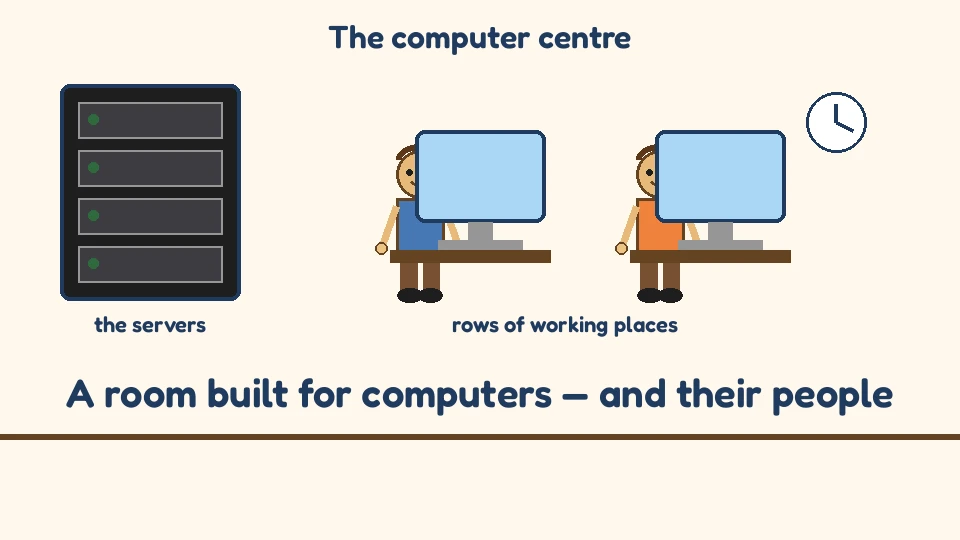 The computer centre
the servers
rows of working places
A room built for computers — and their people